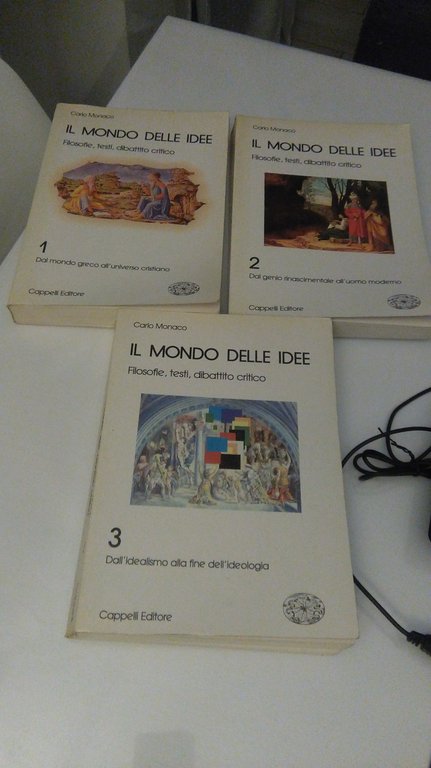 Carlo Monaco
IL MONDO DELLE IDEE
Filosofie, testi, dibattito critico
1
Dal mondo greco all'universo cristiano
Cappelli Editore
Carlo Monaco
IL MONDO DELLE IDEE
Filosofie, testi, dibattito critico
2
Dal genio rinascimentale all'uomo moderno
Cappelli Editore
Carlo Monaco
IL MONDO DELLE IDEE
Filosofie, testi, dibattito critico
3
Dall'idealismo alla fine dell'ideologia
Cappelli Editore